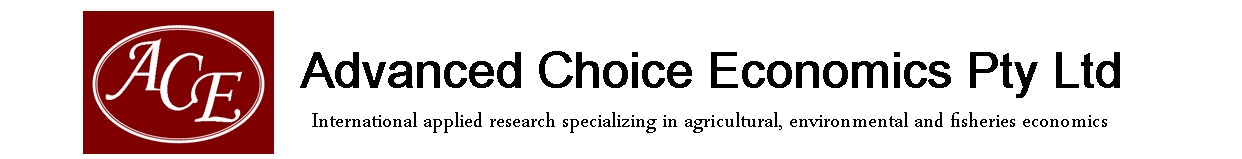 ACE
Advanced Choice Economics Pty Ltd
International applied research specializing in agricultural, environmental and fisheries economics